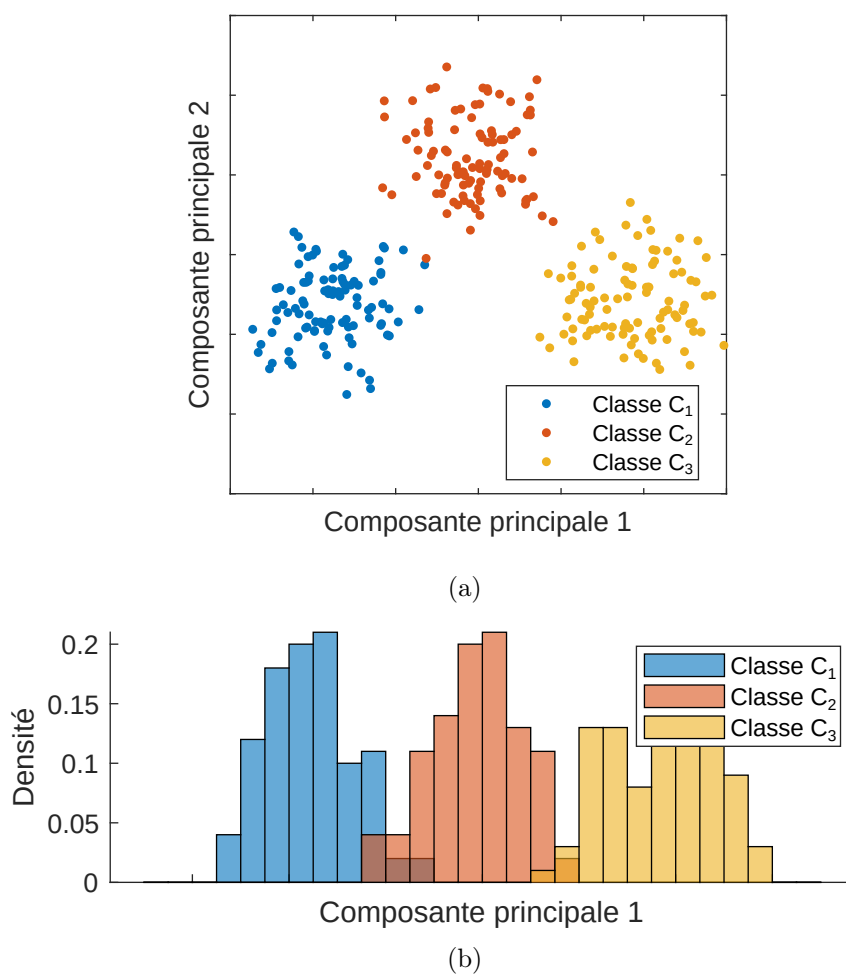 Composante principale 2
Classe C₁
Classe C₂
Classe C₃
Composante principale 1
(a)
Densité
0.2
0.15
0.1
0.05
0
Classe C₁
Classe C₂
Classe C₃
Composante principale 1
(b)